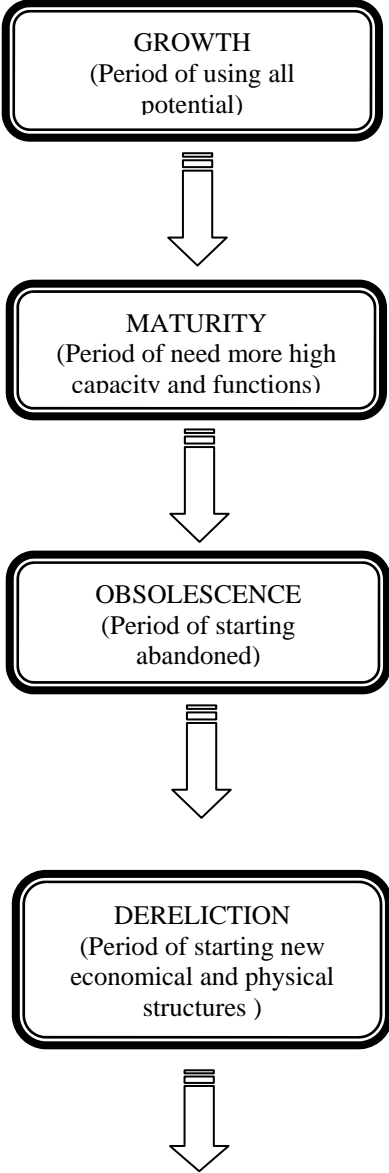 GROWTH
(Period of using all
potential)
MATURITY
(Period of need more high
capacity and functions)
OBSOLESCENCE
(Period of starting
abandoned)
DERELICTION
(Period of starting new
economical and physical
structures )